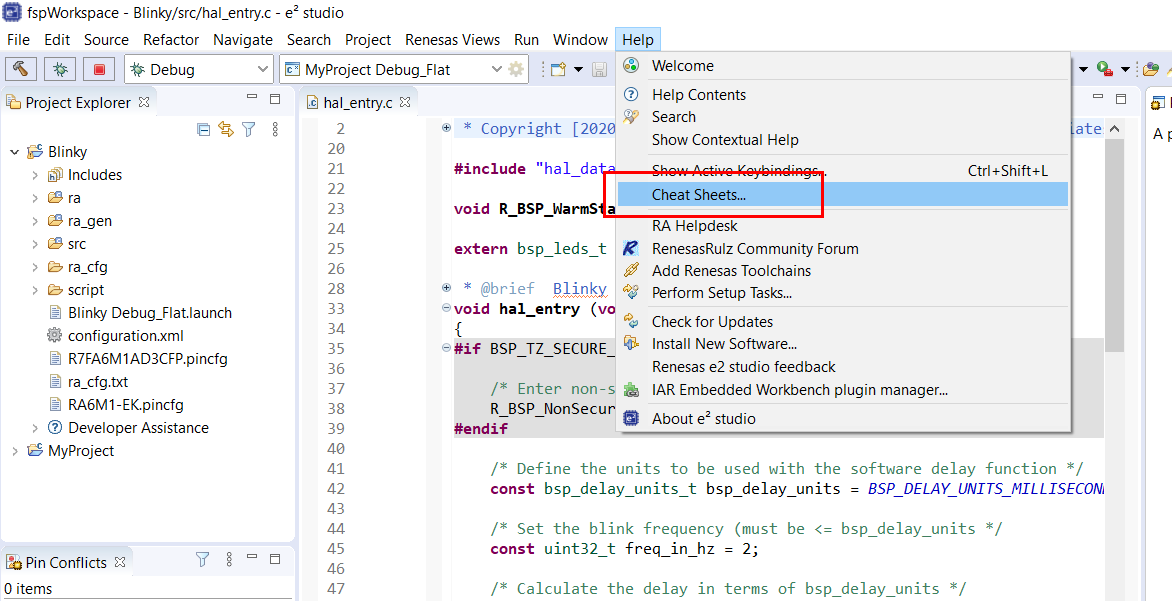 fspWorkspace - Blinky/src/hal_entry.c - e² studio
File Edit Source Refactor Navigate Search Project Renesas Views Run Window Help
Debug
MyProject Debug_Flat
Project Explorer
Blinky
Includes
ra
ra_gen
src
ra_cfg
script
Blinky Debug_Flat.launch
configuration.xml
R7FA6M1AD3CFP.pincfg
ra_cfg.txt
RA6M1-EK.pincfg
Developer Assistance
MyProject
Pin Conflicts
0 items
hal_entry.c
2 * Copyright [2020
20
21 #include "hal_data
22
23 void R_BSP_WarmSta
24
25 extern bsp_leds_t
26
28 * @brief Blinky
33 void hal_entry (vo
34 {
35 #if BSP_TZ_SECURE_
36
37 /* Enter non-s
38 R_BSP_NonSecur
39 #endif
40
41 /* Define the units to be used with the software delay function */
42 const bsp_delay_units_t bsp_delay_units = BSP_DELAY_UNITS_MILLISECON
43
44 /* Set the blink frequency (must be <= bsp_delay_units */
45 const uint32_t freq_in_hz = 2;
46
47 /* Calculate the delay in terms of bsp_delay_units */
Welcome
Help Contents
Search
Show Contextual Help
Show Active Keybindings... Ctrl+Shift+L
Cheat Sheets...
RA Helpdesk
RenesasRulz Community Forum
Add Renesas Toolchains
Perform Setup Tasks...
Check for Updates
Install New Software...
Renesas e2 studio feedback
IAR Embedded Workbench plugin manager...
About e² studio
late
A p